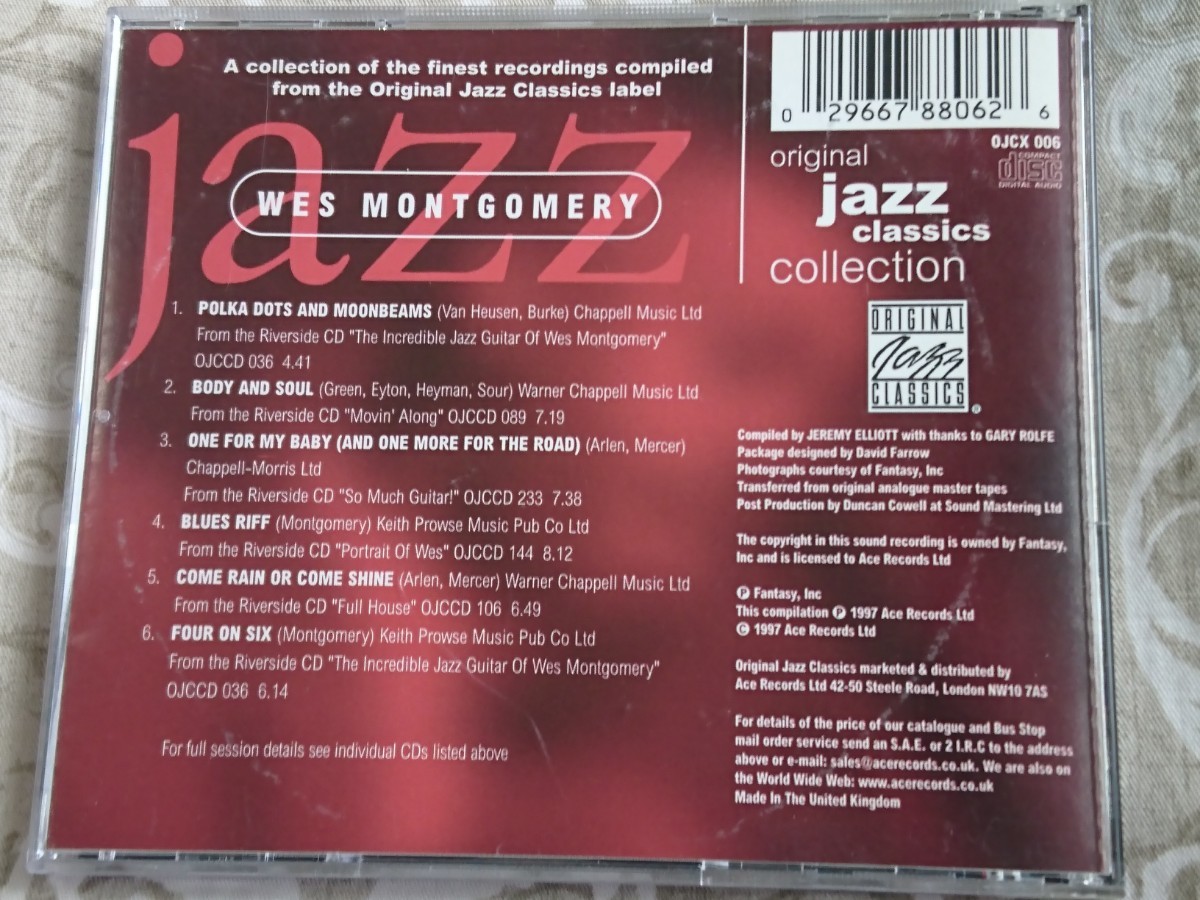 A collection of the finest recordings compiled
from the Original Jazz Classics label
jazz
WES MONTGOMERY
1. POLKA DOTS AND MOONBEAMS (Van Heusen, Burke) Chappell Music Ltd
From the Riverside CD "The Incredible Jazz Guitar Of Wes Montgomery"
OJCCD 036 4.41
2. BODY AND SOUL (Green, Eyton, Heyman, Sour) Warner Chappell Music Ltd
From the Riverside CD "Movin' Along" OJCCD 089 7.19
3. ONE FOR MY BABY (AND ONE MORE FOR THE ROAD) (Arlen, Mercer)
Chappell-Morris Ltd
From the Riverside CD "So Much Guitar!" OJCCD 233 7.38
4. BLUES RIFF (Montgomery) Keith Prowse Music Pub Co Ltd
From the Riverside CD "Portrait Of Wes" OJCCD 144 8.12
5. COME RAIN OR COME SHINE (Arlen, Mercer) Warner Chappell Music Ltd
From the Riverside CD "Full House" OJCCD 106 6.49
6. FOUR ON SIX (Montgomery) Keith Prowse Music Pub Co Ltd
From the Riverside CD "The Incredible Jazz Guitar Of Wes Montgomery"
OJCCD 036 6.14
For full session details see individual CDs listed above
0 29667 88062 6
OJCX 006
COMPACT
disc
DIGITAL AUDIO
original
jazz
classics
collection
ORIGINAL
Jazz
CLASSICS ®
Compiled by JEREMY ELLIOTT with thanks to GARY ROLFE
Package designed by David Farrow
Photographs courtesy of Fantasy, Inc
Transferred from original analogue master tapes
Post Production by Duncan Cowell at Sound Mastering Ltd
The copyright in this sound recording is owned by Fantasy,
Inc and is licensed to Ace Records Ltd
℗ Fantasy, Inc
This compilation ℗ 1997 Ace Records Ltd
© 1997 Ace Records Ltd
Original Jazz Classics marketed & distributed by
Ace Records Ltd 42-50 Steele Road, London NW10 7AS
For details of the price of our catalogue and Bus Stop
mail order service send an S.A.E. or 2 I.R.C to the address
above or e-mail: sales@acerecords.co.uk. We are also on
the World Wide Web: www.acerecords.co.uk
Made In The United Kingdom